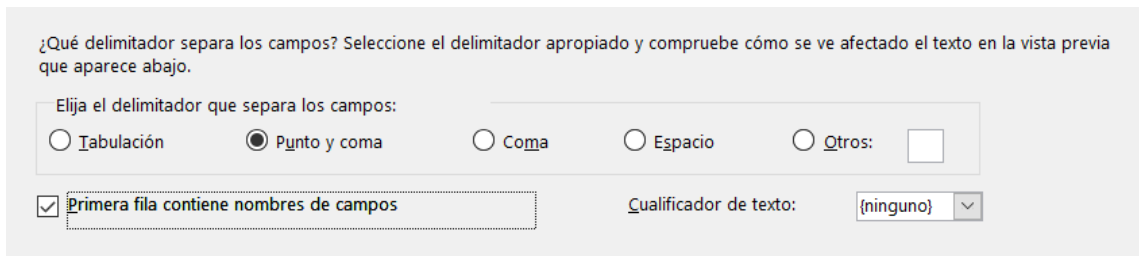 ¿Qué delimitador separa los campos? Seleccione el delimitador apropiado y compruebe cómo se ve afectado el texto en la vista previa
que aparece abajo.
Elija el delimitador que separa los campos:
Tabulación Punto y coma Coma Espacio Otros:
Primera fila contiene nombres de campos Cualificador de texto: {ninguno}